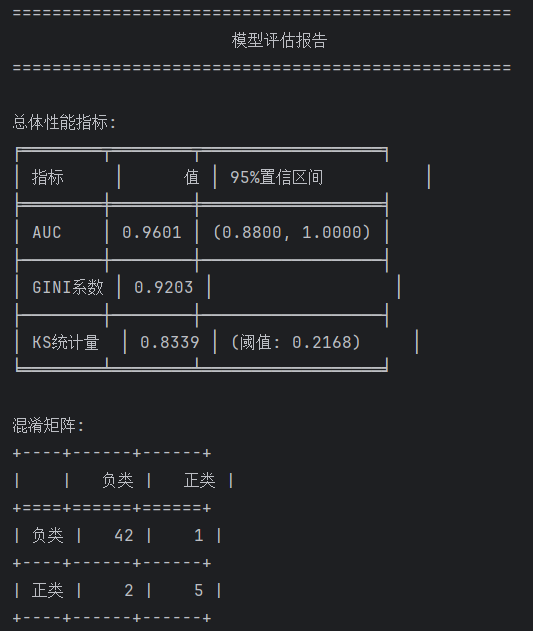 ==================================================
模型评估报告
==================================================
总体性能指标:
╒════════╤════════╤══════════════════╕
│ 指标 │ 值 │ 95%置信区间 │
╞════════╪════════╪══════════════════╡
│ AUC │ 0.9601 │ (0.8800, 1.0000) │
├────────┼────────┼──────────────────┤
│ GINI系数 │ 0.9203 │ │
├────────┼────────┼──────────────────┤
│ KS统计量 │ 0.8339 │ (阈值: 0.2168) │
╘════════╧════════╧══════════════════╛
混淆矩阵:
+----+------+------+
| | 负类 | 正类 |
+====+======+======+
| 负类 | 42 | 1 |
+----+------+------+
| 正类 | 2 | 5 |
+----+------+------+